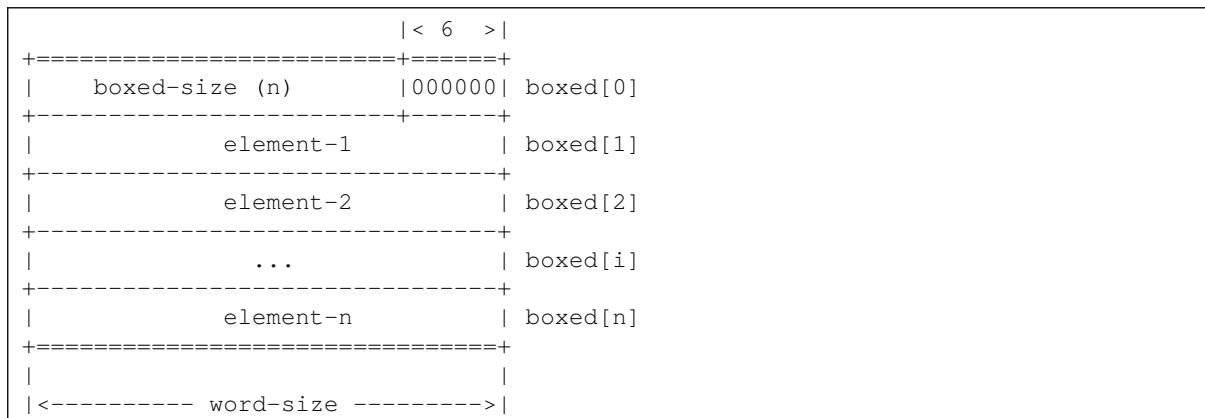 |< 6  >|
+=========================+======+
|    boxed-size (n)       |000000| boxed[0]
+-------------------------+------+
|             element-1          | boxed[1]
+--------------------------------+
|             element-2          | boxed[2]
+--------------------------------+
|               ...              | boxed[i]
+--------------------------------+
|             element-n          | boxed[n]
+================================+
|                                |
|<---------- word-size --------->|